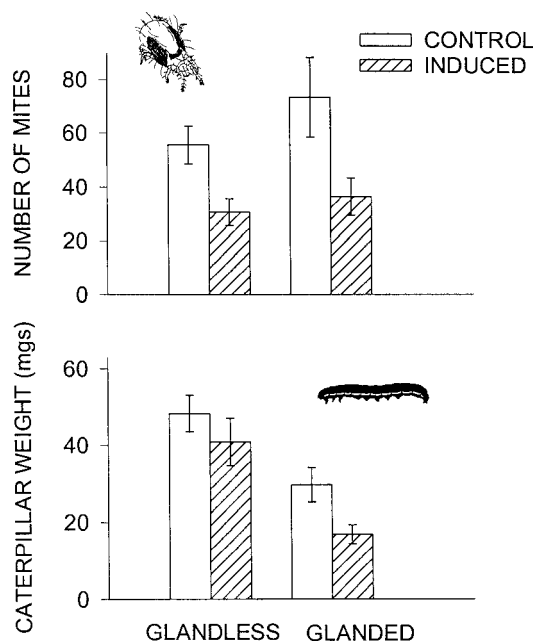 CONTROL
INDUCED
NUMBER OF MITES
80
60
40
20
0
CATERPILLAR WEIGHT (mgs)
60
40
20
0
GLANDLESS GLANDED